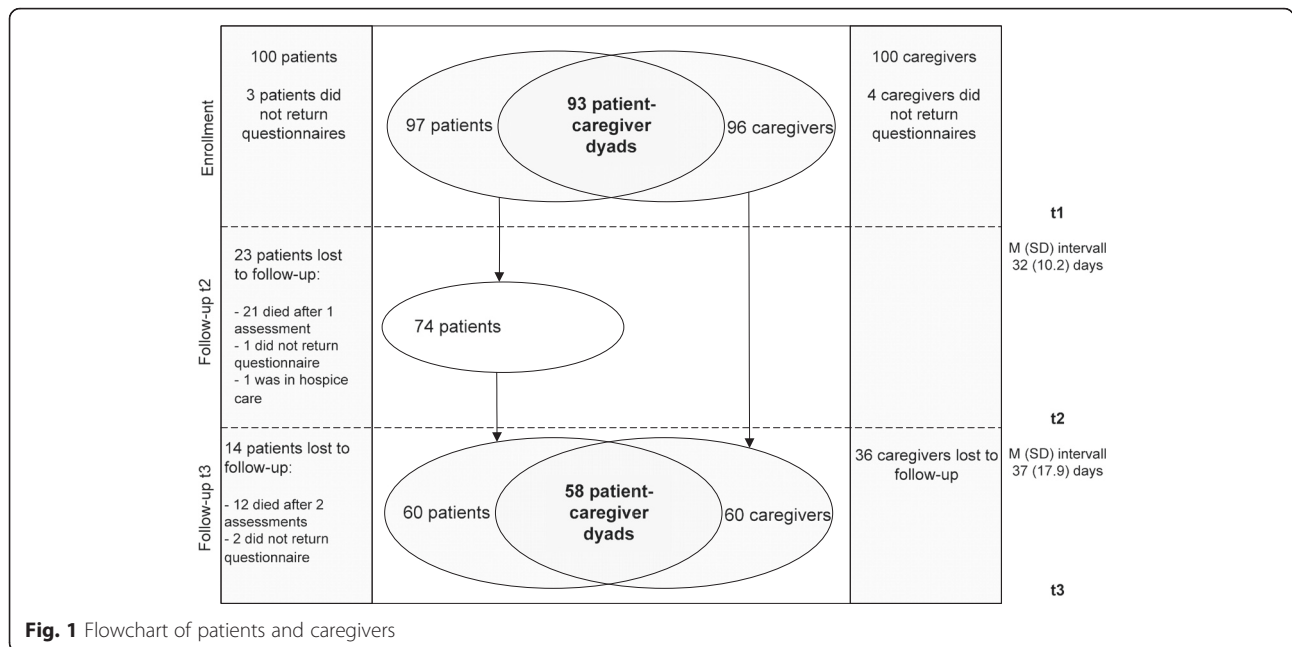 Enrollment
100 patients
3 patients did
not return
questionnaires
97 patients
93 patient-
caregiver
dyads
96 caregivers
100 caregivers
4 caregivers did
not return
questionnaires
t1
Follow-up t2
23 patients lost
to follow-up:
- 21 died after 1
assessment
- 1 did not return
questionnaire
- 1 was in hospice
care
74 patients
M (SD) intervall
32 (10.2) days
t2
Follow-up t3
14 patients lost to
follow-up:
- 12 died after 2
assessments
- 2 did not return
questionnaire
60 patients
58 patient-
caregiver
dyads
60 caregivers
36 caregivers lost to
follow-up
M (SD) intervall
37 (17.9) days
t3
Fig. 1 Flowchart of patients and caregivers